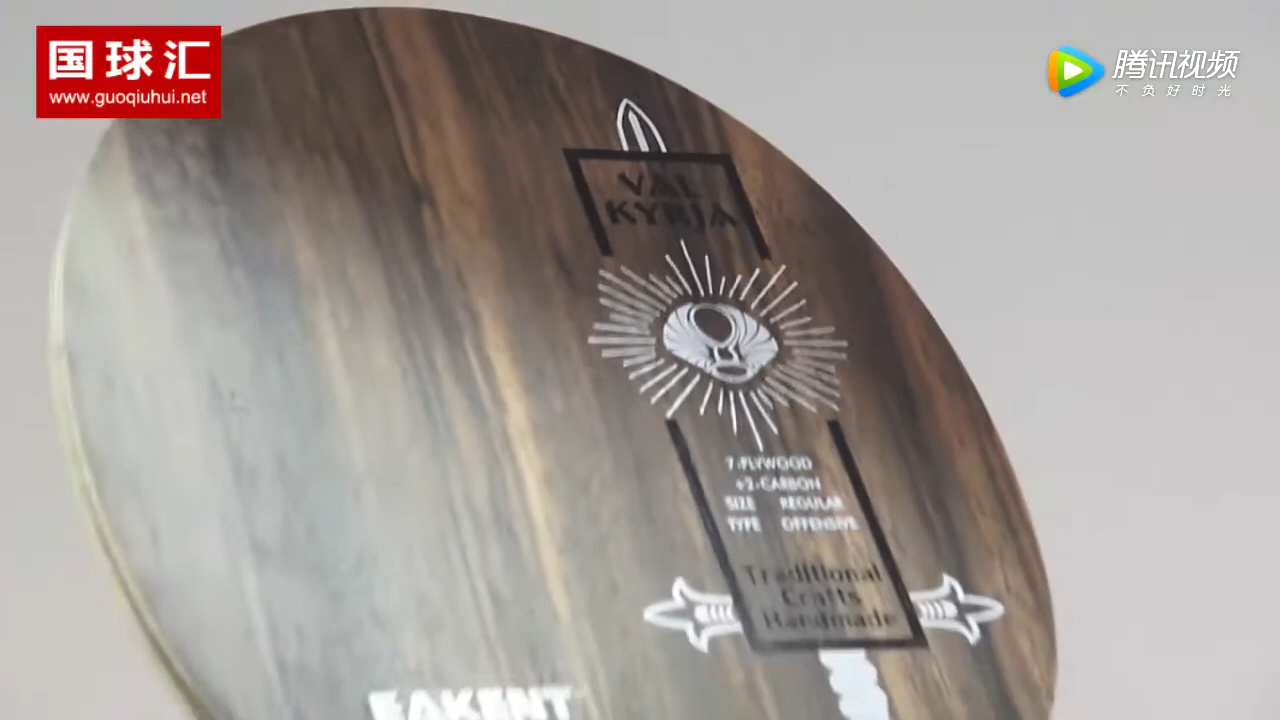 国球汇
www.guoqiuhui.net
腾讯视频
不负好时光
VAL
KYRJA
7-PLYWOOD
+2-CARBON
SIZE REGULAR
TYPE OFFENSIVE
Traditional
Crafts
Handmade
EAKENT